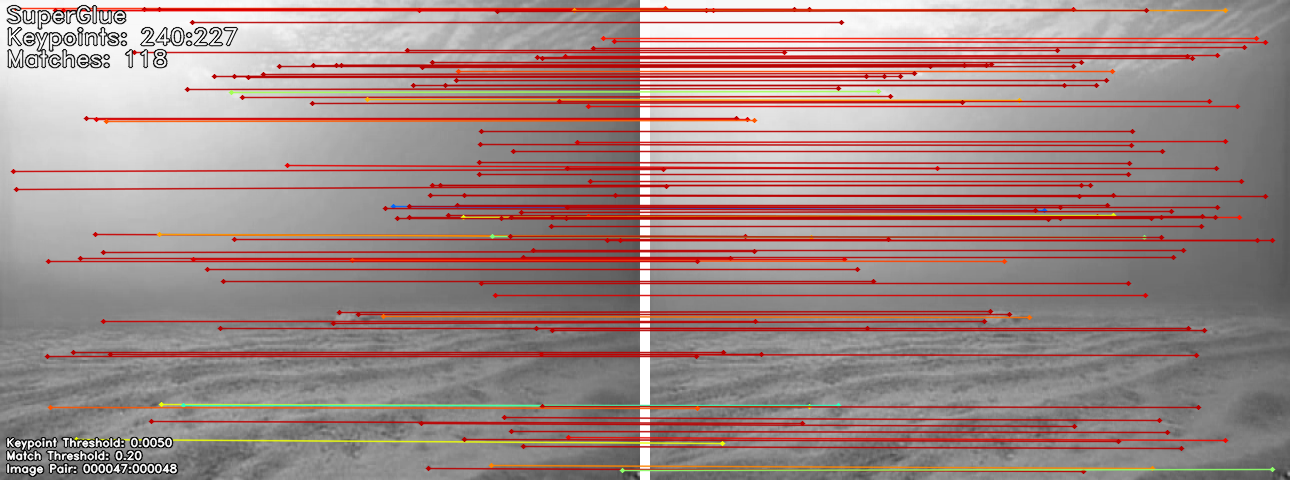 SuperGlue
Keypoints: 240:227
Matches: 118
Keypoint Threshold: 0.0050
Match Threshold: 0.20
Image Pair: 000047:000048